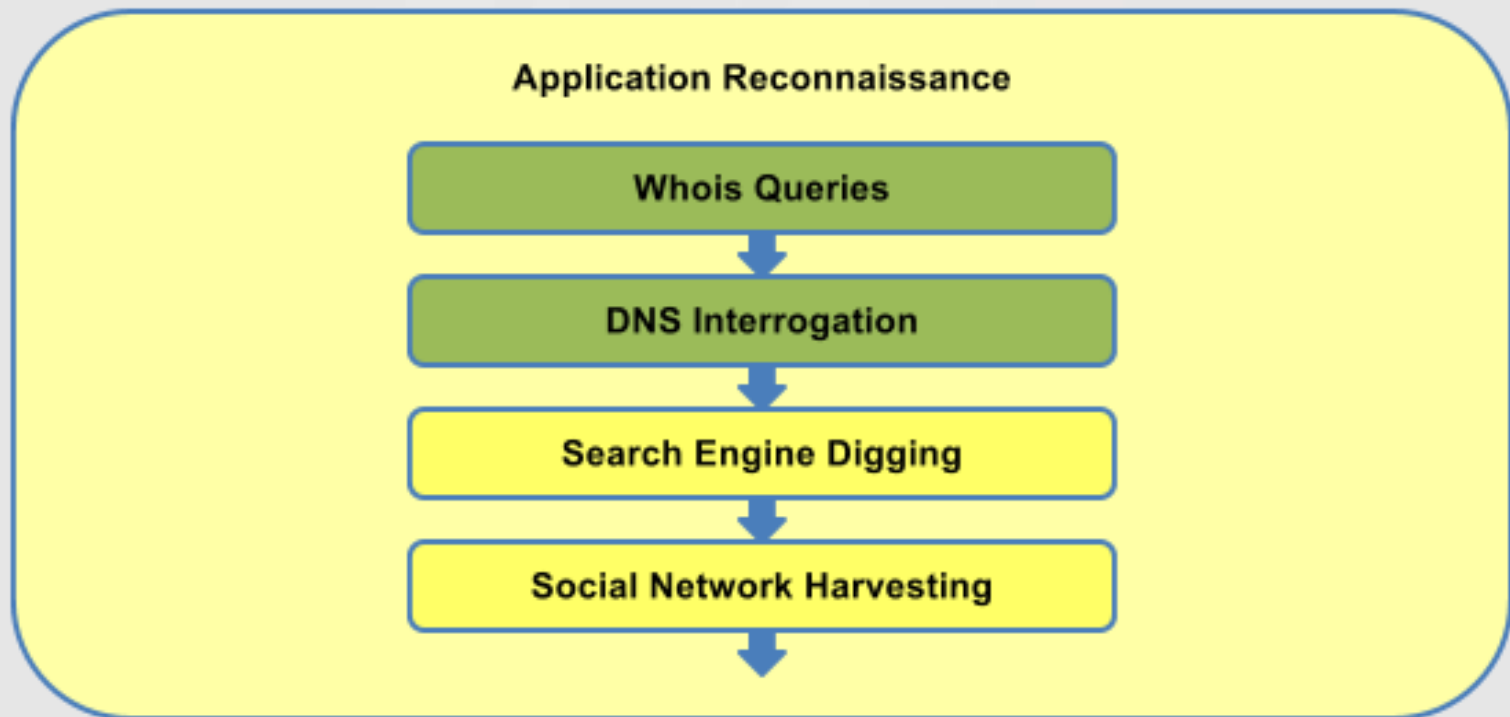 Application Reconnaissance
Whois Queries
DNS Interrogation
Search Engine Digging
Social Network Harvesting